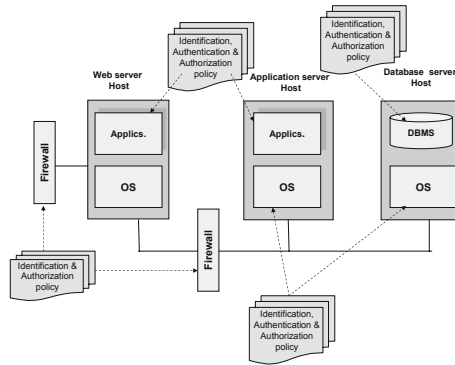 Identification,
Authentication &
Authorization
policy
Identification,
Authentication &
Authorization
policy
Web server
Host
Application server
Host
Database server
Host
Applics.
Applics.
DBMS
Firewall
OS
OS
OS
Firewall
Identification &
Authorization
policy
Identification,
Authentication &
Authorization
policy